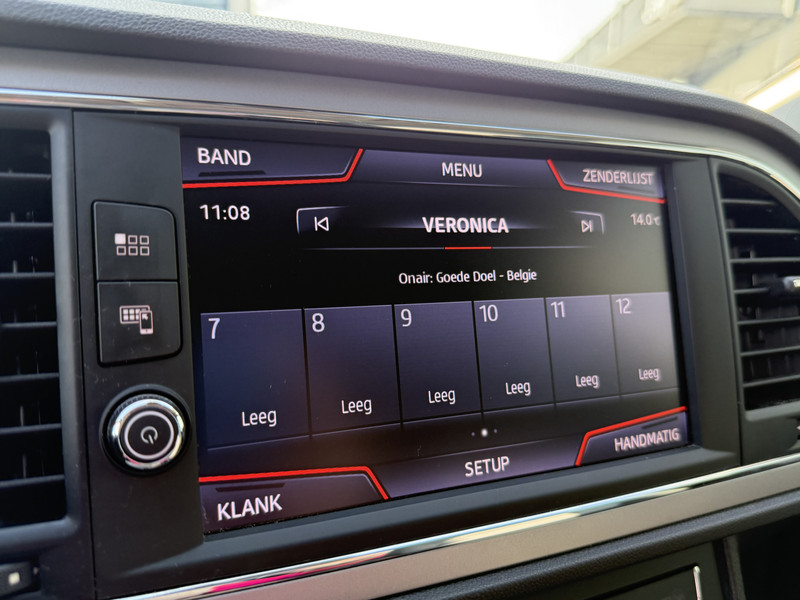 BAND
MENU
ZENDERLIJST
11:08
VERONICA
14.0°C
Onair: Goede Doel - Belgie
7
8
9
10
11
12
Leeg
Leeg
Leeg
Leeg
Leeg
Leeg
KLANK
SETUP
HANDMATIG